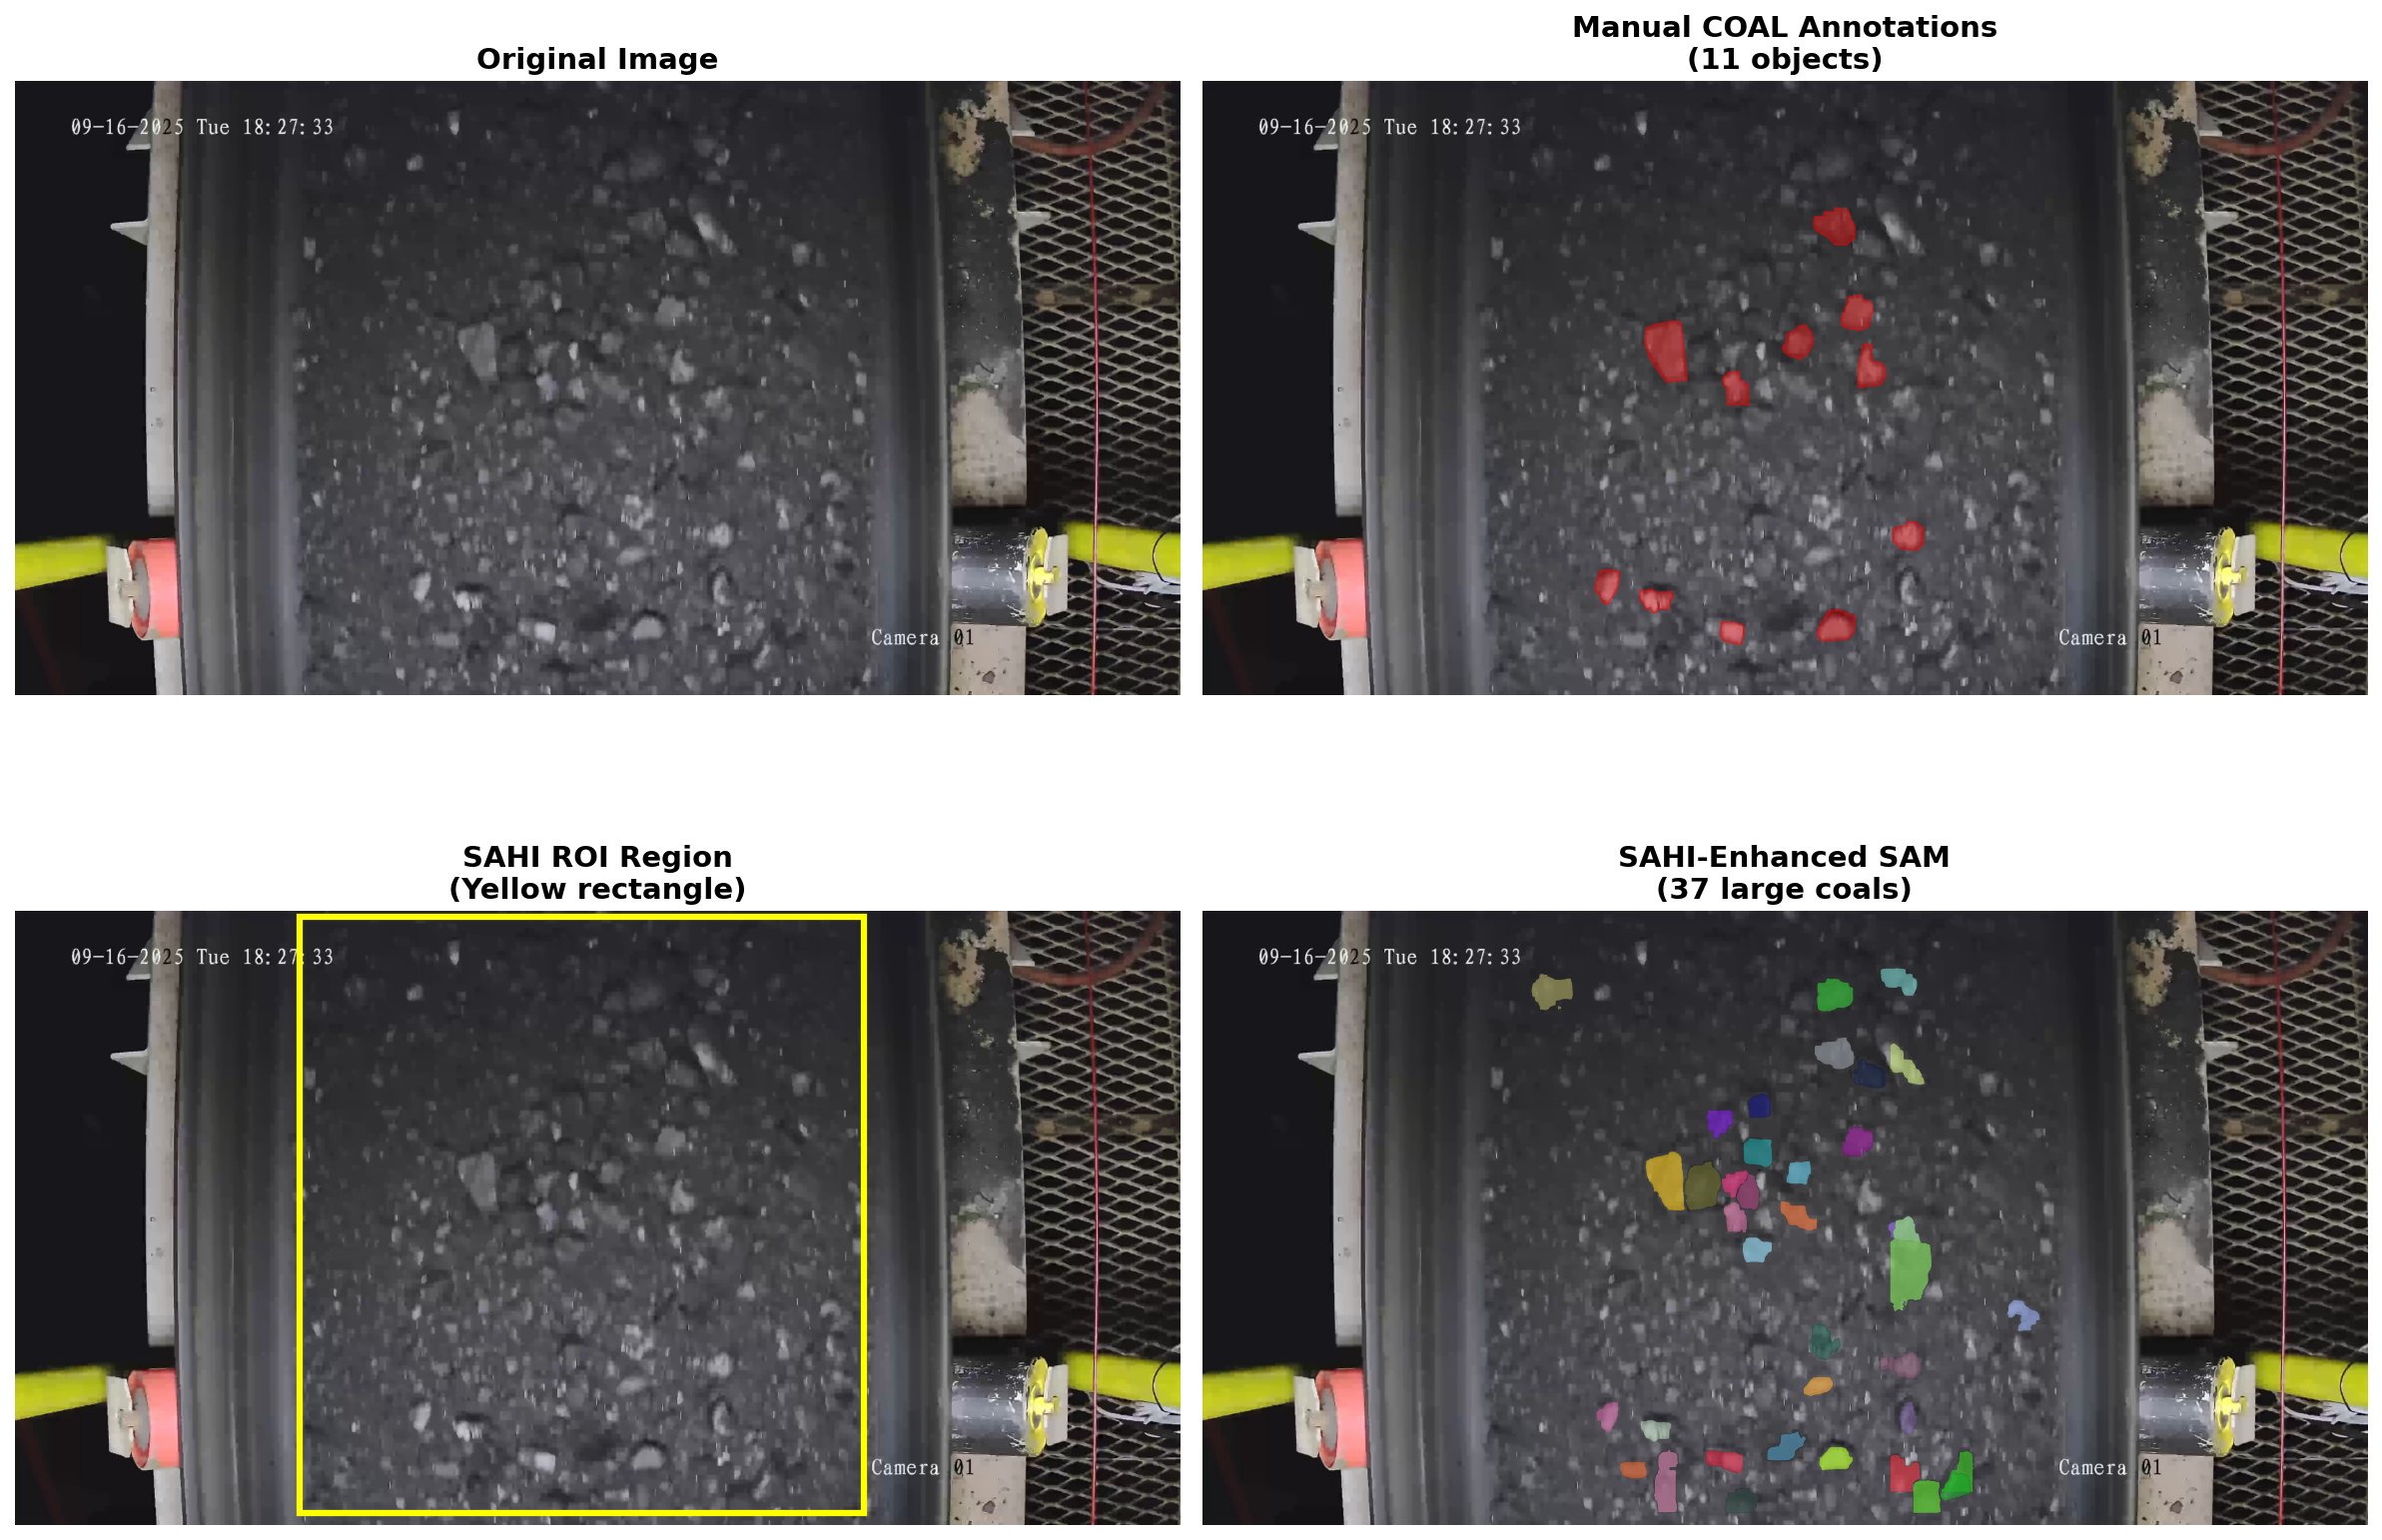 Original Image
09-16-2025 Tue 18:27:33
Camera 01
Manual COAL Annotations
(11 objects)
09-16-2025 Tue 18:27:33
Camera 01
SAHI ROI Region
(Yellow rectangle)
09-16-2025 Tue 18:27:33
Camera 01
SAHI-Enhanced SAM
(37 large coals)
09-16-2025 Tue 18:27:33
Camera 01